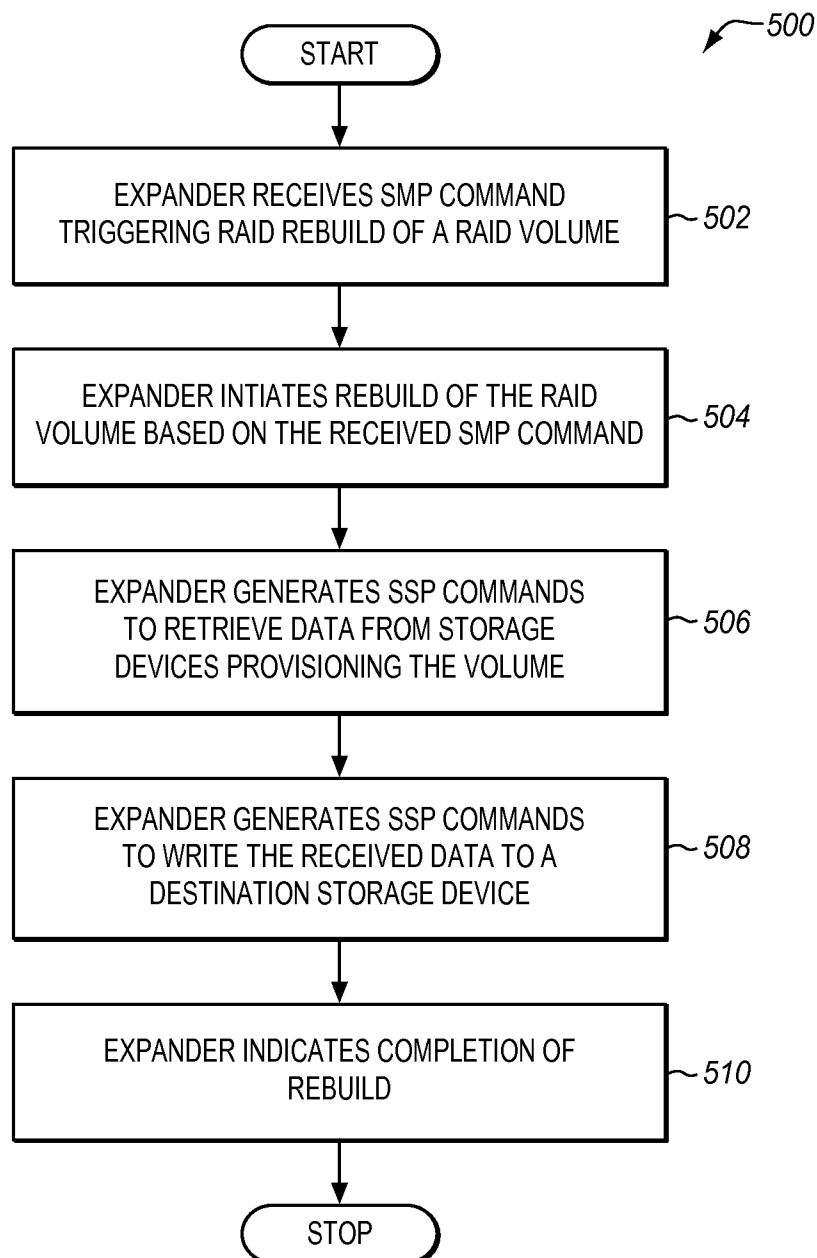 500
START
EXPANDER RECEIVES SMP COMMAND
TRIGGERING RAID REBUILD OF A RAID VOLUME
502
EXPANDER INTIATES REBUILD OF THE RAID
VOLUME BASED ON THE RECEIVED SMP COMMAND
504
EXPANDER GENERATES SSP COMMANDS
TO RETRIEVE DATA FROM STORAGE
DEVICES PROVISIONING THE VOLUME
506
EXPANDER GENERATES SSP COMMANDS
TO WRITE THE RECEIVED DATA TO A
DESTINATION STORAGE DEVICE
508
EXPANDER INDICATES COMPLETION OF
REBUILD
510
STOP